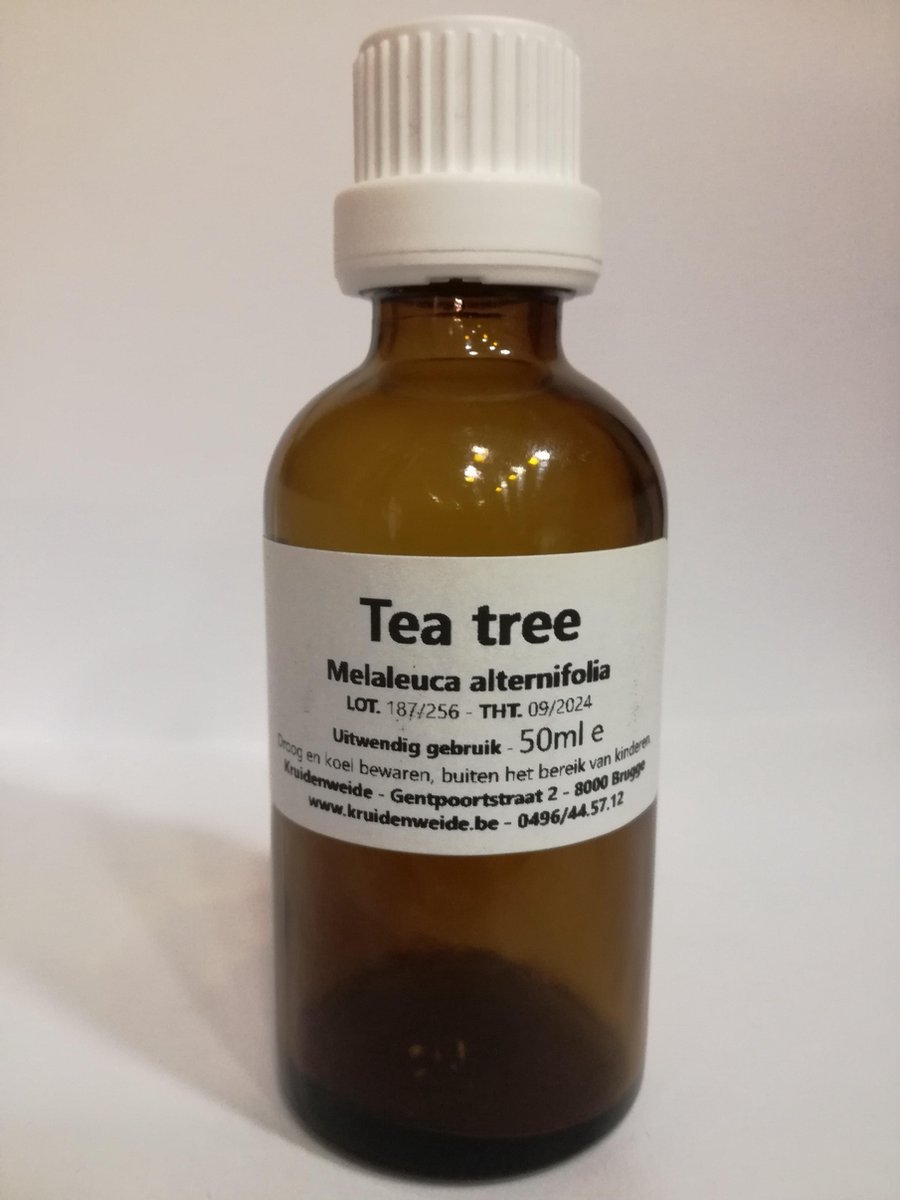 Tea tree
Melaleuca alternifolia
LOT. 187/256 - THT. 09/2024
Uitwendig gebruik - 50ml e
Droog en koel bewaren, buiten het bereik van kinderen
Kruidenweide - Gentpoortstraat 2 - 8000 Brugge
www.kruidenweide.be - 0496/44.57.12